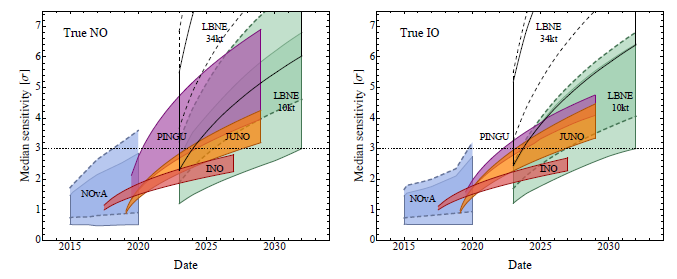 7
6
5
4
3
2
1
0
Median sensitivity [σ]
True NO
LBNE
34kt
LBNE
10kt
PINGU
JUNO
INO
NOνA
2015 2020 2025 2030
Date
7
6
5
4
3
2
1
0
Median sensitivity [σ]
True IO
LBNE
34kt
LBNE
10kt
PINGU
JUNO
INO
NOνA
2015 2020 2025 2030
Date